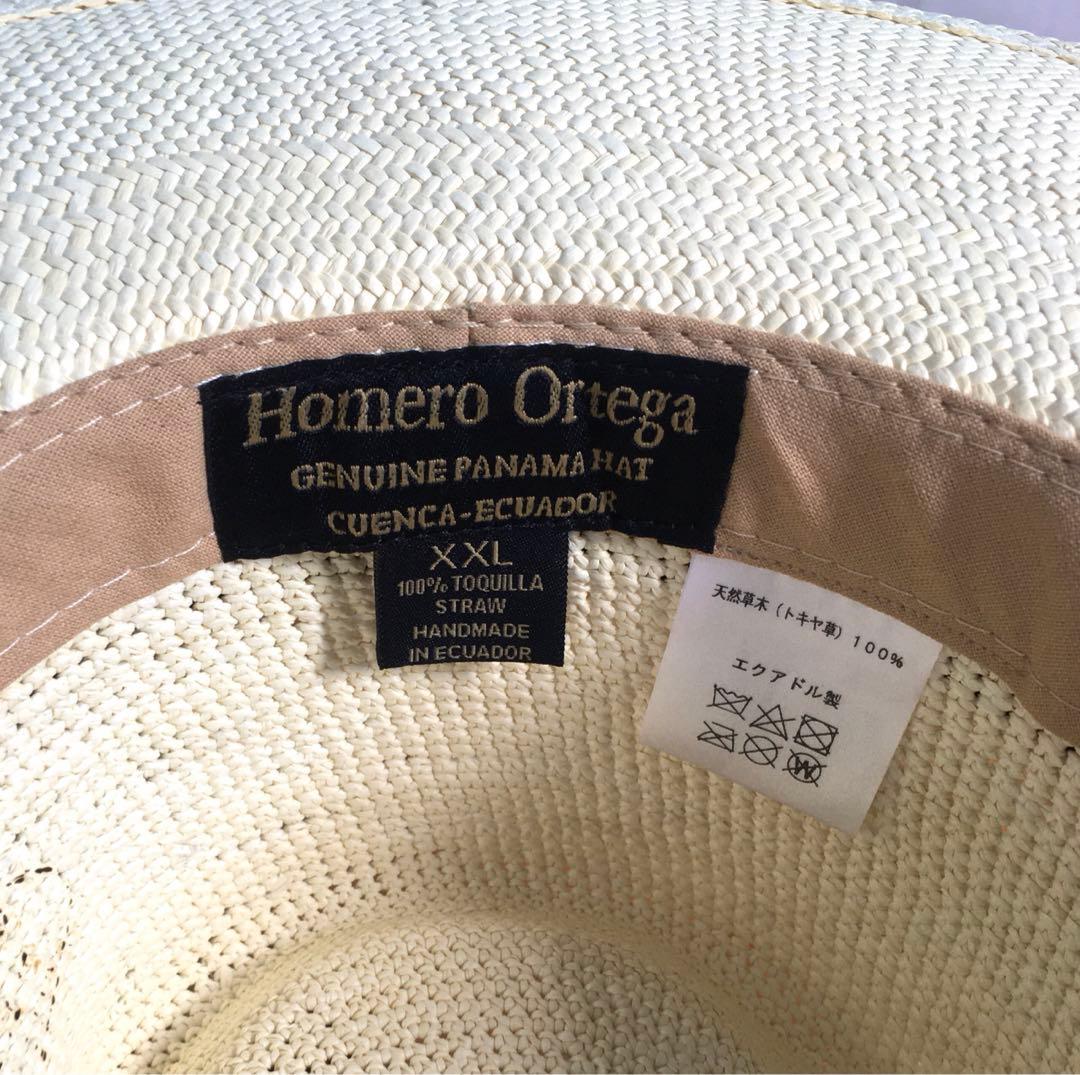 Homero Ortega
GENUINE PANAMA HAT
CUENCA-ECUADOR
XXL
100% TOQUILLA
STRAW
HANDMADE
IN ECUADOR
天然草木（トキヤ草）１００％
エクアドル製